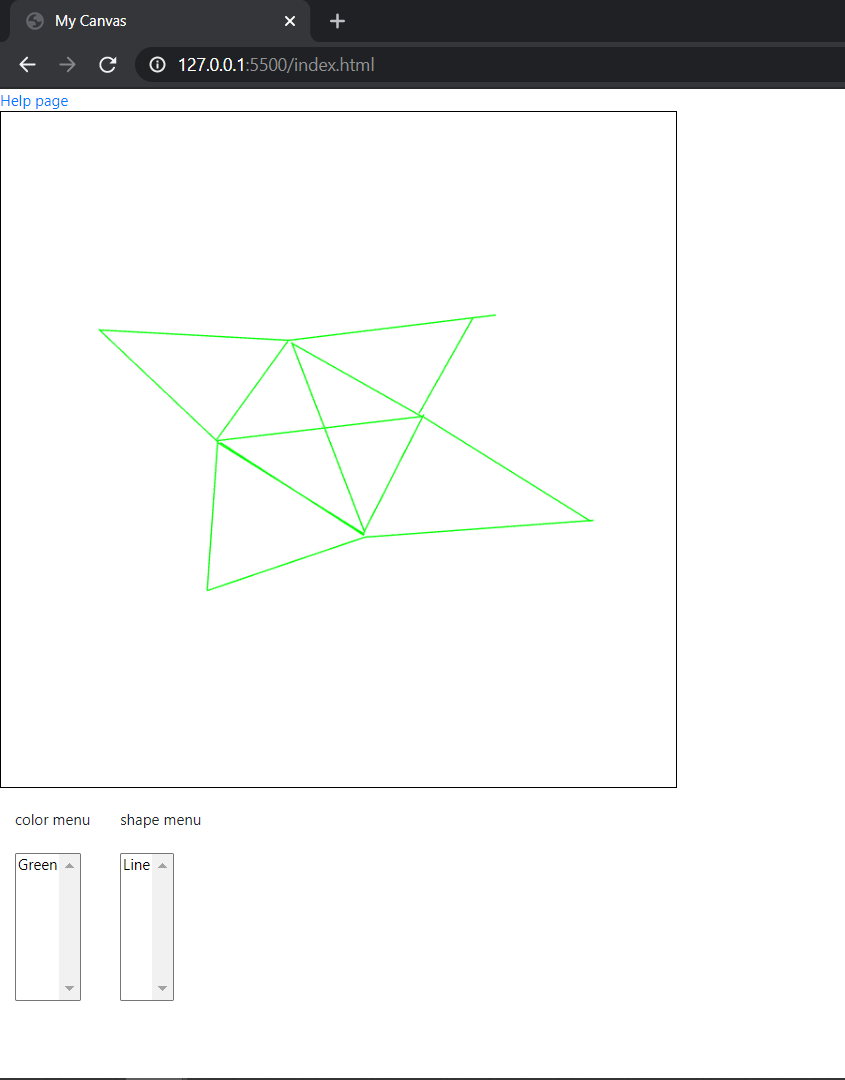 My Canvas
127.0.0.1:5500/index.html
Help page
color menu shape menu
Green Line